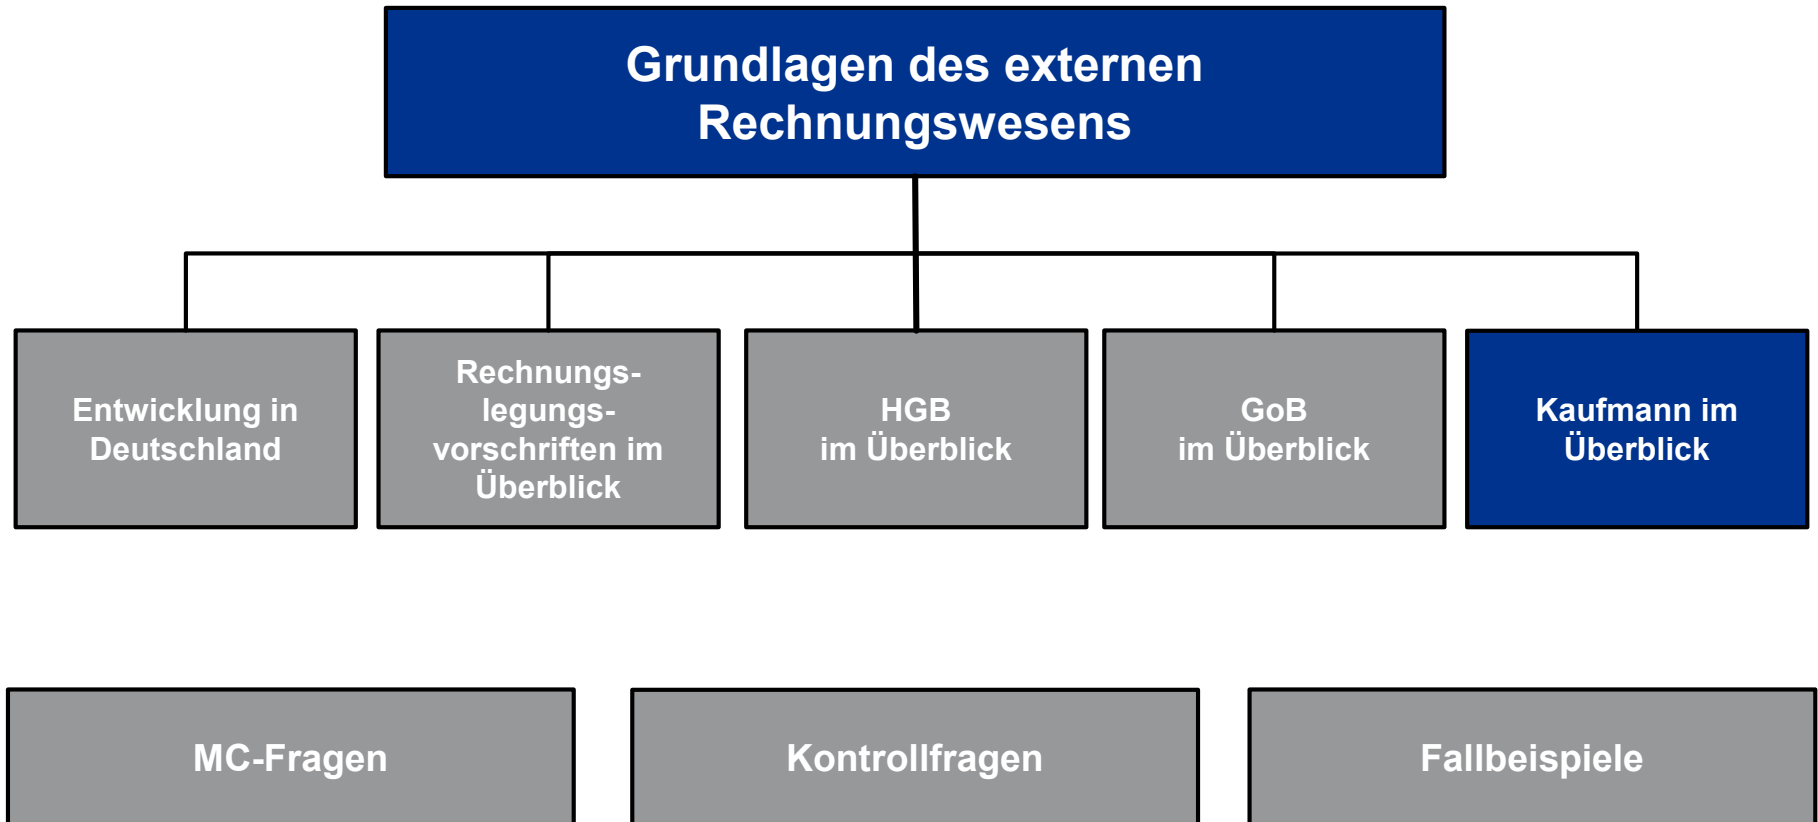 Grundlagen des externen
Rechnungswesens
Entwicklung in
Deutschland
Rechnungs-
legungs-
vorschriften im
Überblick
HGB
im Überblick
GoB
im Überblick
Kaufmann im
Überblick
MC-Fragen
Kontrollfragen
Fallbeispiele